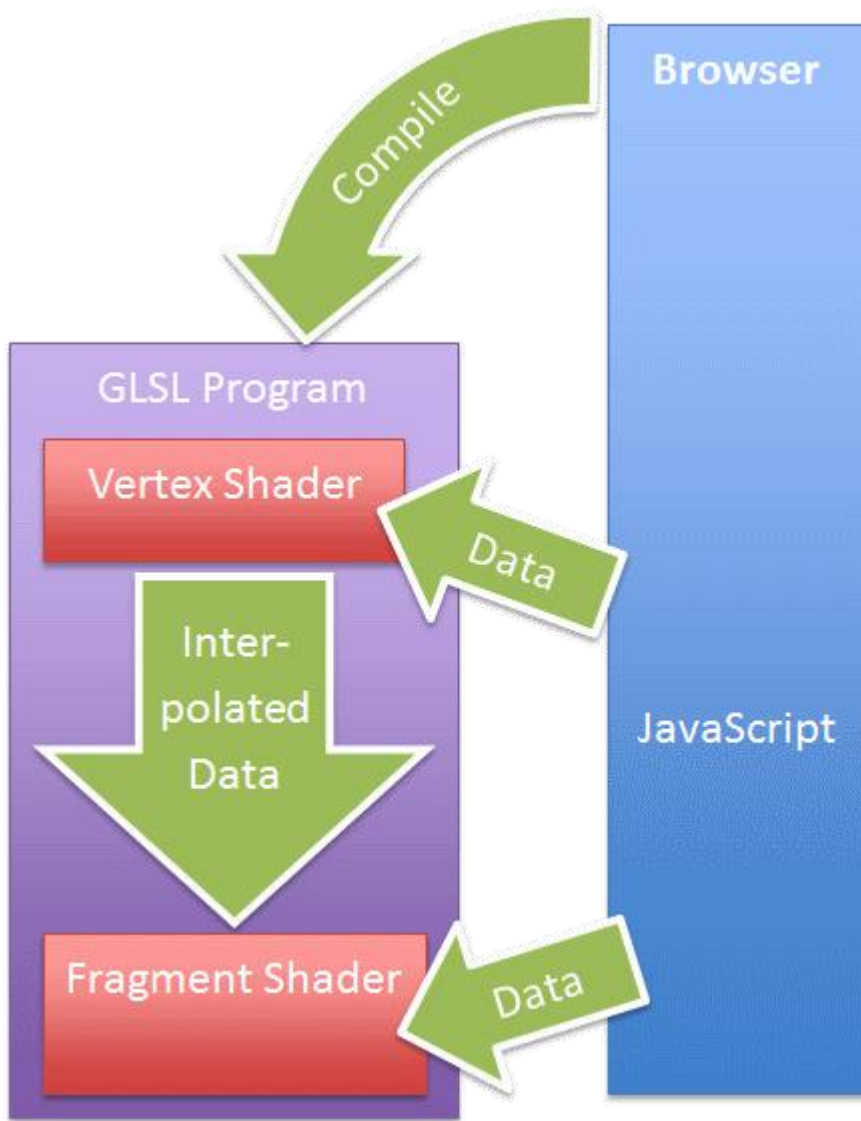 Browser
Compile
GLSL Program
Vertex Shader
Data
Inter-
polated
Data
JavaScript
Fragment Shader
Data